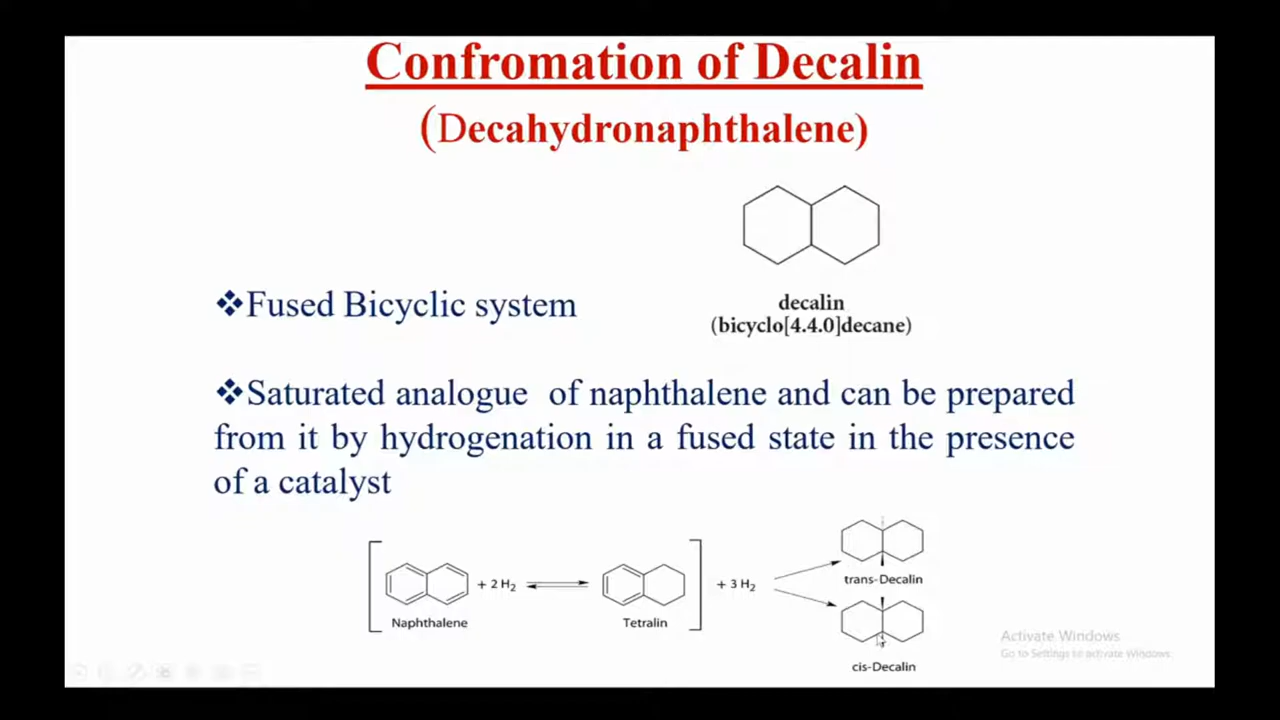 Confromation of Decalin
(Decahydronaphthalene)
decalin
(bicyclo[4.4.0]decane)
❖Fused Bicyclic system
❖Saturated analogue of naphthalene and can be prepared
from it by hydrogenation in a fused state in the presence
of a catalyst
+ 2 H₂
+ 3 H₂
Naphthalene
Tetralin
trans-Decalin
cis-Decalin
Activate Windows
Go to Settings to activate Windows.